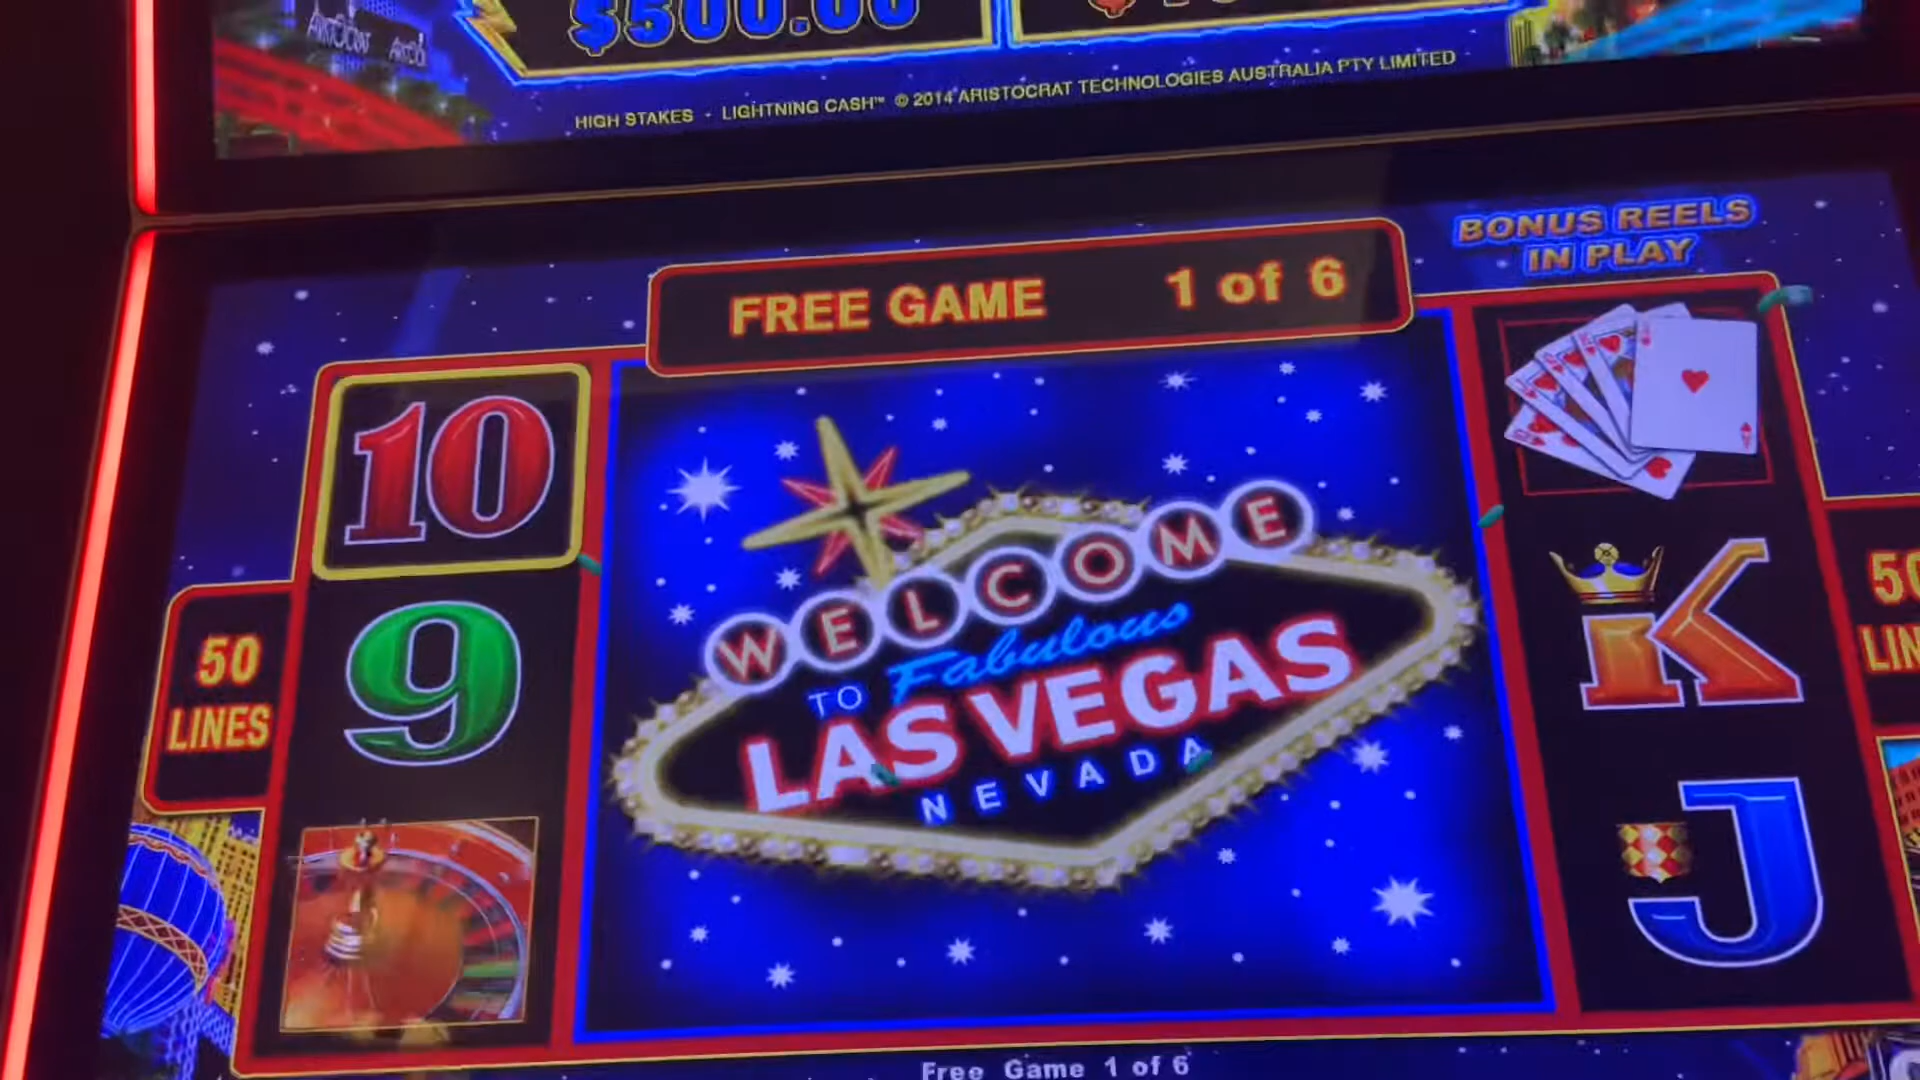 $500.00
HIGH STAKES - LIGHTNING CASH™ © 2014 ARISTOCRAT TECHNOLOGIES AUSTRALIA PTY LIMITED
BONUS REELS
IN PLAY
FREE GAME 1 of 6
10
9
50
LINES
WELCOME
TO Fabulous
LAS VEGAS
NEVADA
K
J
50
Free Game 1 of 6